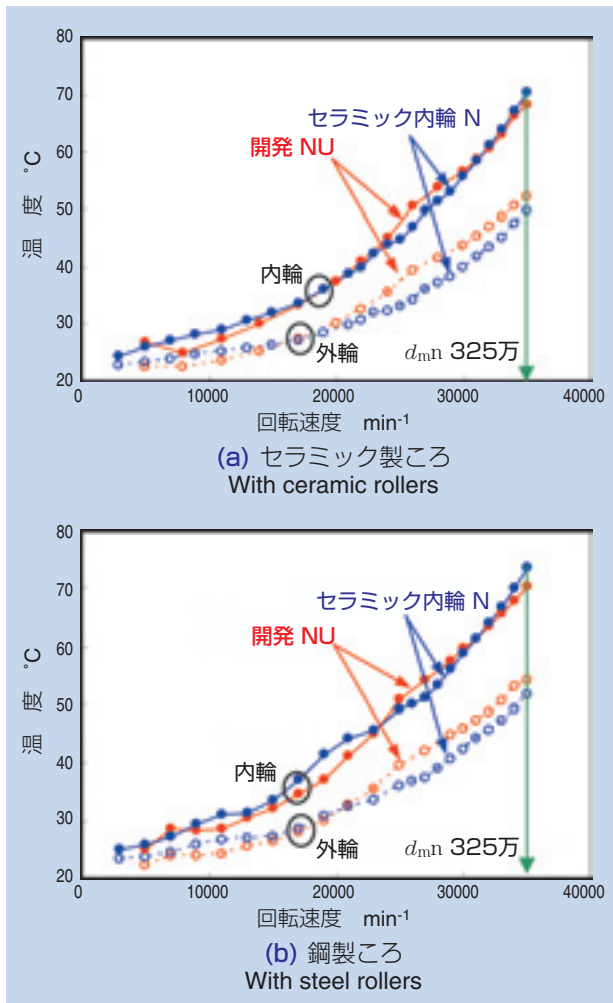 80
70
60
50
40
30
20
温 度 ℃
セラミック内輪 N
開発 NU
内輪
外輪
dmn 325万
0 10000 20000 30000 40000
回転速度 min-1
(a) セラミック製ころ
With ceramic rollers
80
70
60
50
40
30
20
温 度 ℃
セラミック内輪 N
開発 NU
内輪
外輪
dmn 325万
0 10000 20000 30000 40000
回転速度 min-1
(b) 鋼製ころ
With steel rollers